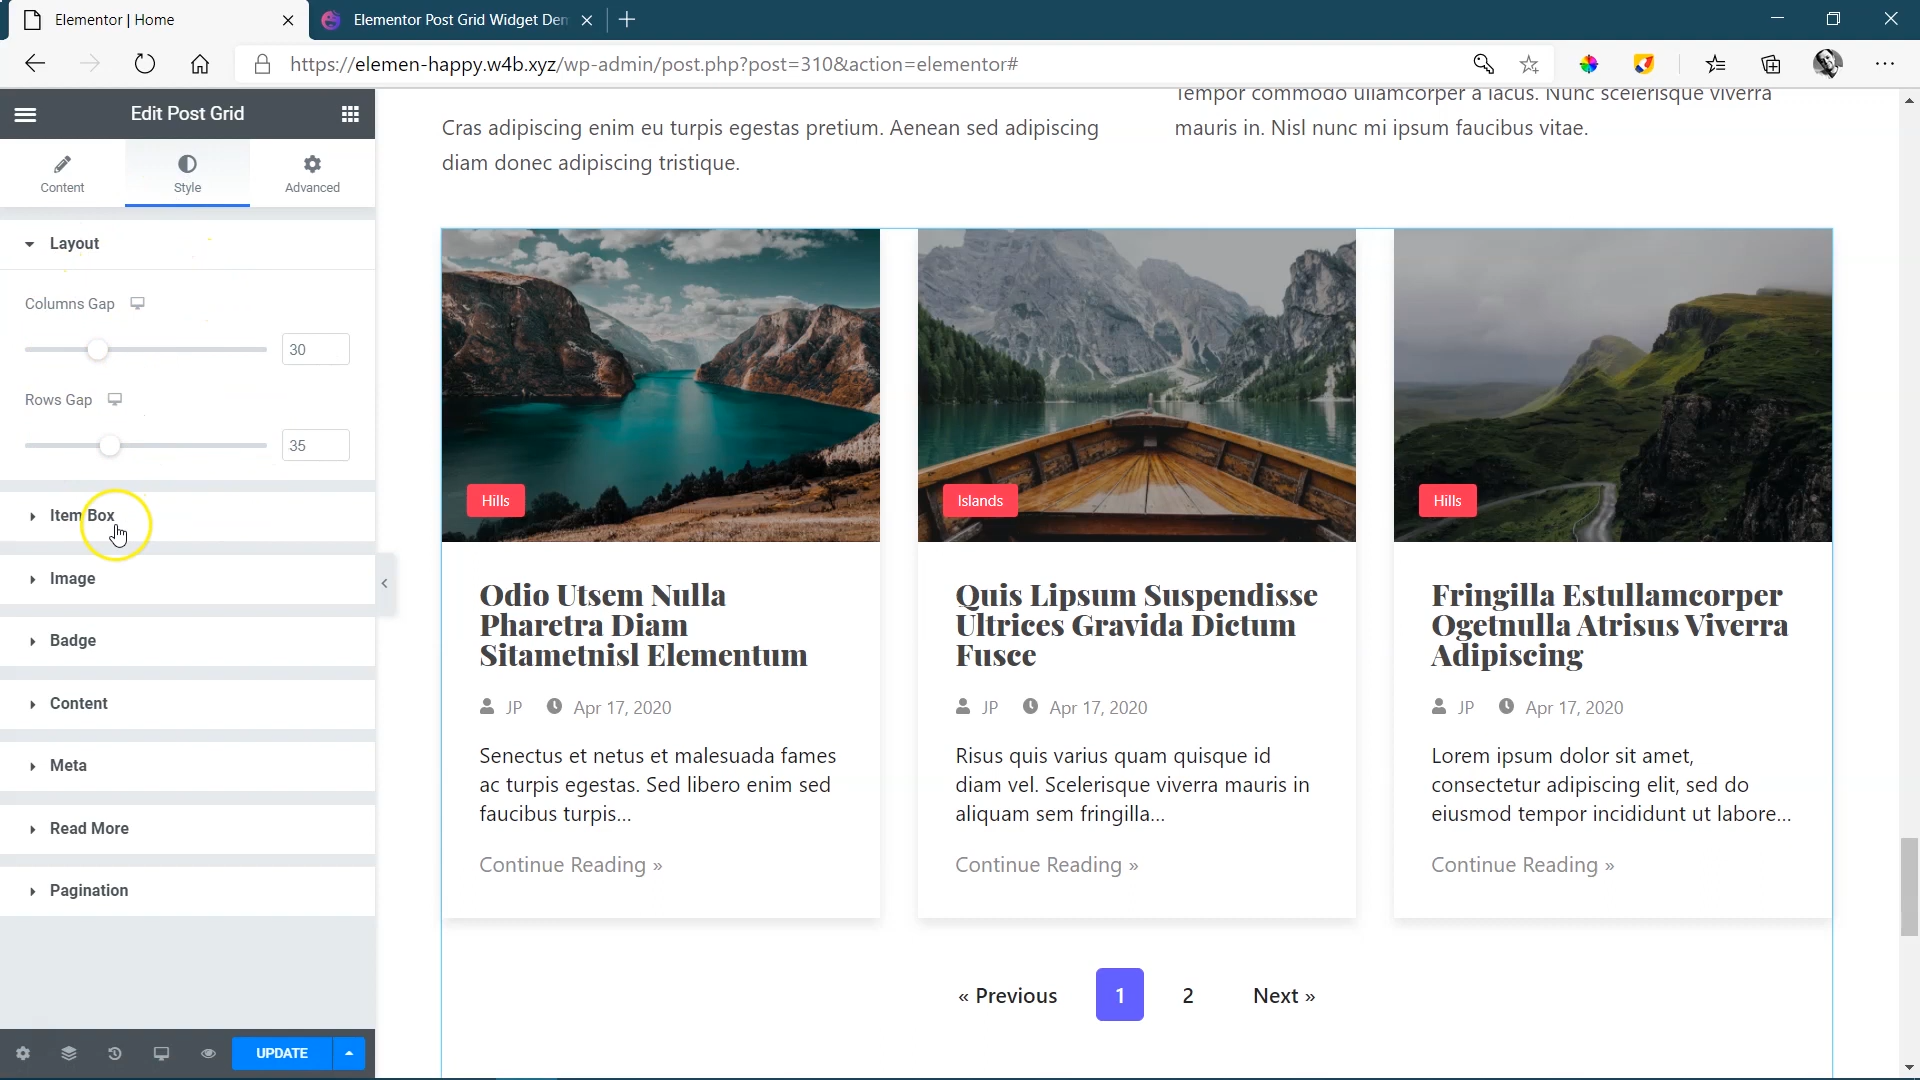 Elementor | Home
Elementor Post Grid Widget Dem
https://elemen-happy.w4b.xyz/wp-admin/post.php?post=310&action=elementor#
Edit Post Grid
Content
Style
Advanced
Layout
Columns Gap
30
Rows Gap
35
Item Box
Image
Badge
Content
Meta
Read More
Pagination
UPDATE
Cras adipiscing enim eu turpis egestas pretium. Aenean sed adipiscing
diam donec adipiscing tristique.
Tempor commodo ullamcorper a lacus. Nunc scelerisque viverra
mauris in. Nisl nunc mi ipsum faucibus vitae.
Hills
Odio Utsem Nulla
Pharetra Diam
Sitametnisl Elementum
JP Apr 17, 2020
Senectus et netus et malesuada fames
ac turpis egestas. Sed libero enim sed
faucibus turpis...
Continue Reading »
Islands
Quis Lipsum Suspendisse
Ultrices Gravida Dictum
Fusce
JP Apr 17, 2020
Risus quis varius quam quisque id
diam vel. Scelerisque viverra mauris in
aliquam sem fringilla...
Continue Reading »
Hills
Fringilla Estullamcorper
Ogetnulla Atrisus Viverra
Adipiscing
JP Apr 17, 2020
Lorem ipsum dolor sit amet,
consectetur adipiscing elit, sed do
eiusmod tempor incididunt ut labore...
Continue Reading »
« Previous 1 2 Next »